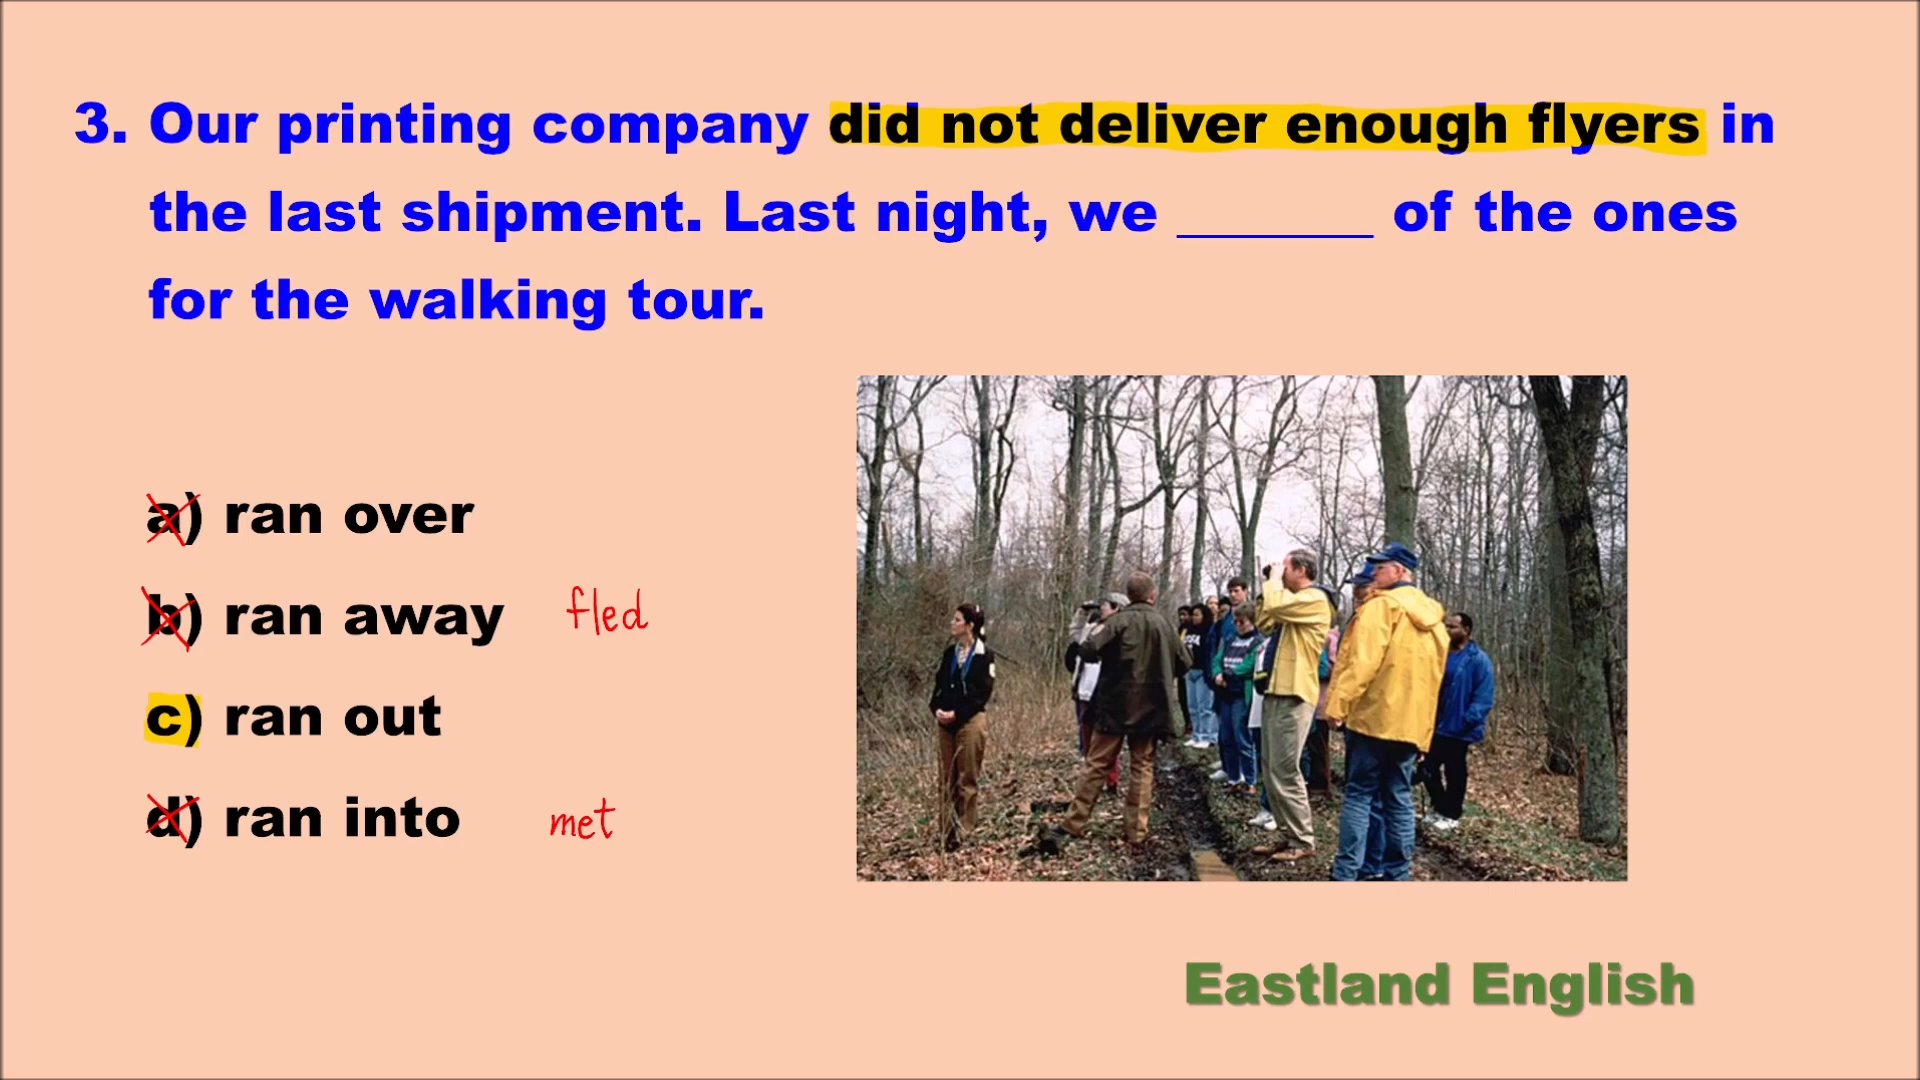 3. Our printing company did not deliver enough flyers in
the last shipment. Last night, we _______ of the ones
for the walking tour.
a) ran over
b) ran away fled
c) ran out
d) ran into met
Eastland English